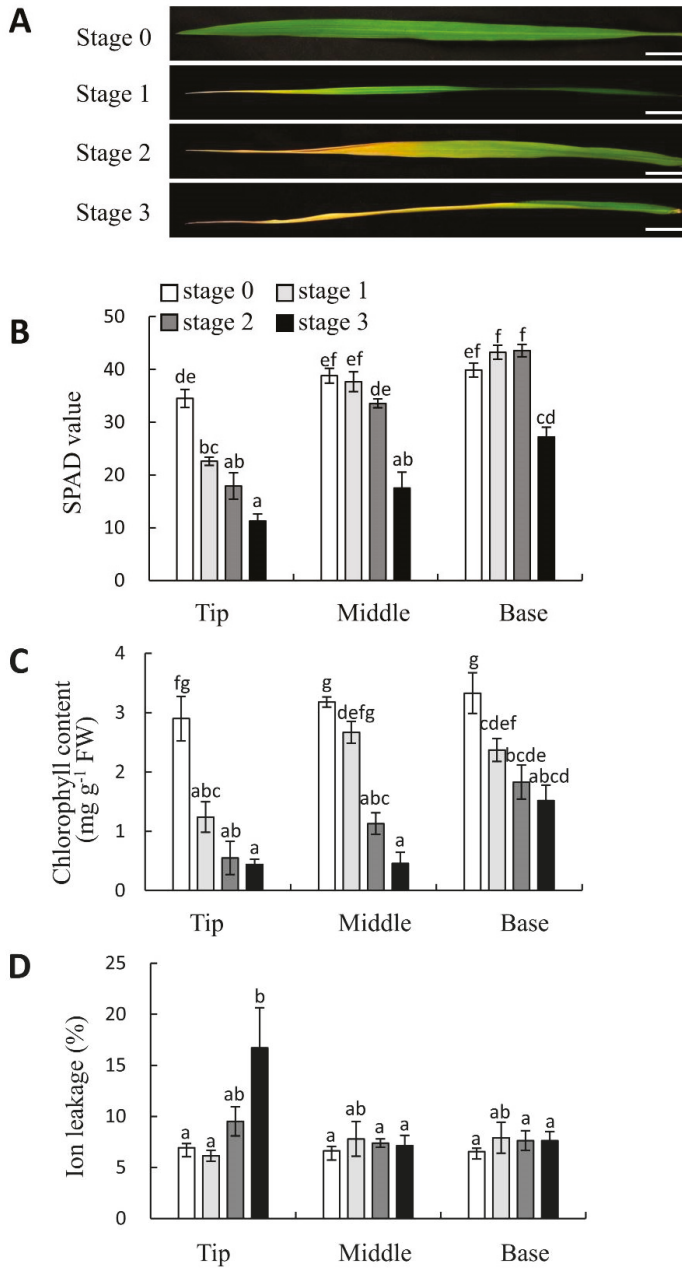 A
Stage 0
Stage 1
Stage 2
Stage 3
B
stage 0 stage 1
stage 2 stage 3
SPAD value
50
40
30
20
10
0
de bc ab a
ef ef de ab
ef f f cd
Tip Middle Base
C
Chlorophyll content
(mg g⁻¹ FW)
4
3
2
1
0
fg abc ab a
g defg abc a
g cdef bcde abcd
Tip Middle Base
D
Ion leakage (%)
25
20
15
10
5
0
a a ab b
a ab a a
a ab a a
Tip Middle Base